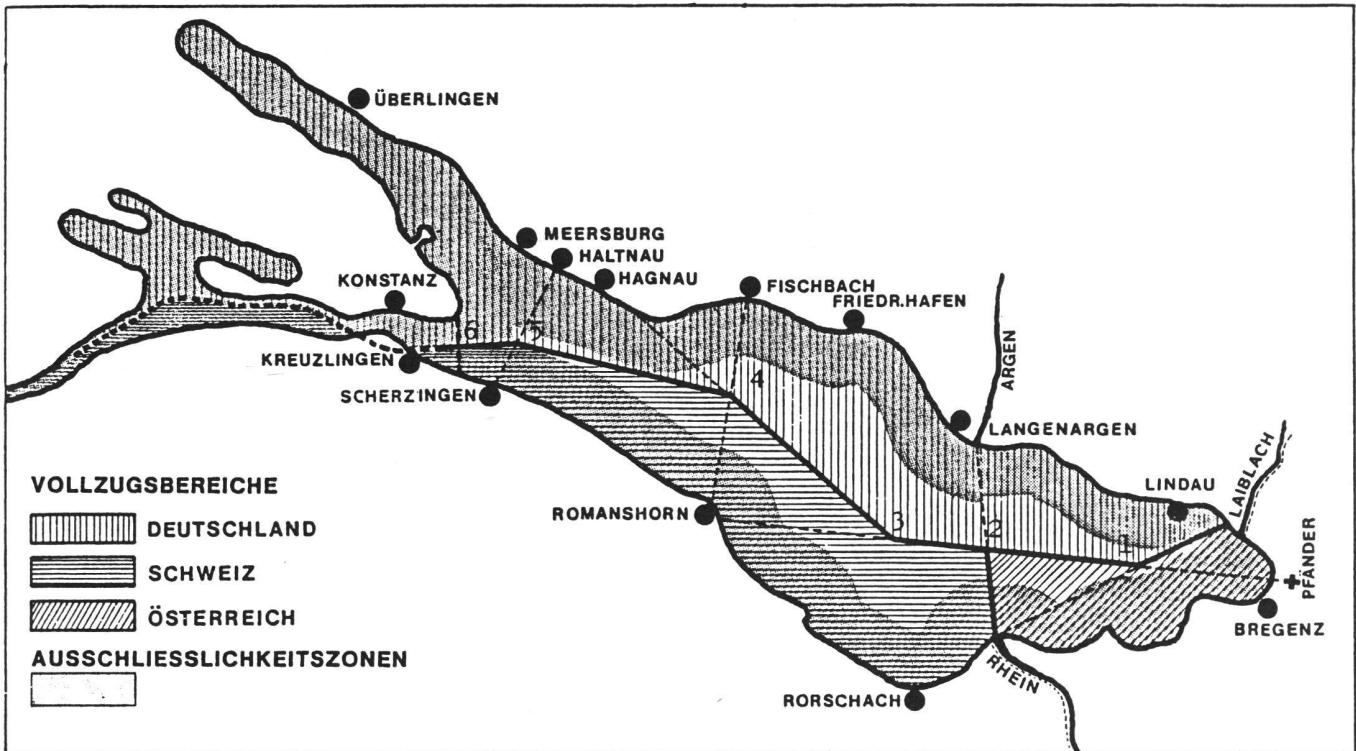 ÜBERLINGEN
MEERSBURG
HALTNAU
HAGNAU
KONSTANZ
FISCHBACH
FRIEDR.HAFEN
ARGEN
6
5
KREUZLINGEN
4
SCHERZINGEN
LANGENARGEN
LAIBLACH
LINDAU
VOLLZUGSBEREICHE
DEUTSCHLAND
SCHWEIZ
ÖSTERREICH
AUSSCHLIESSLICHKEITSZONEN
ROMANSHORN
3
2
1
PFÄNDER
BREGENZ
RHEIN
RORSCHACH